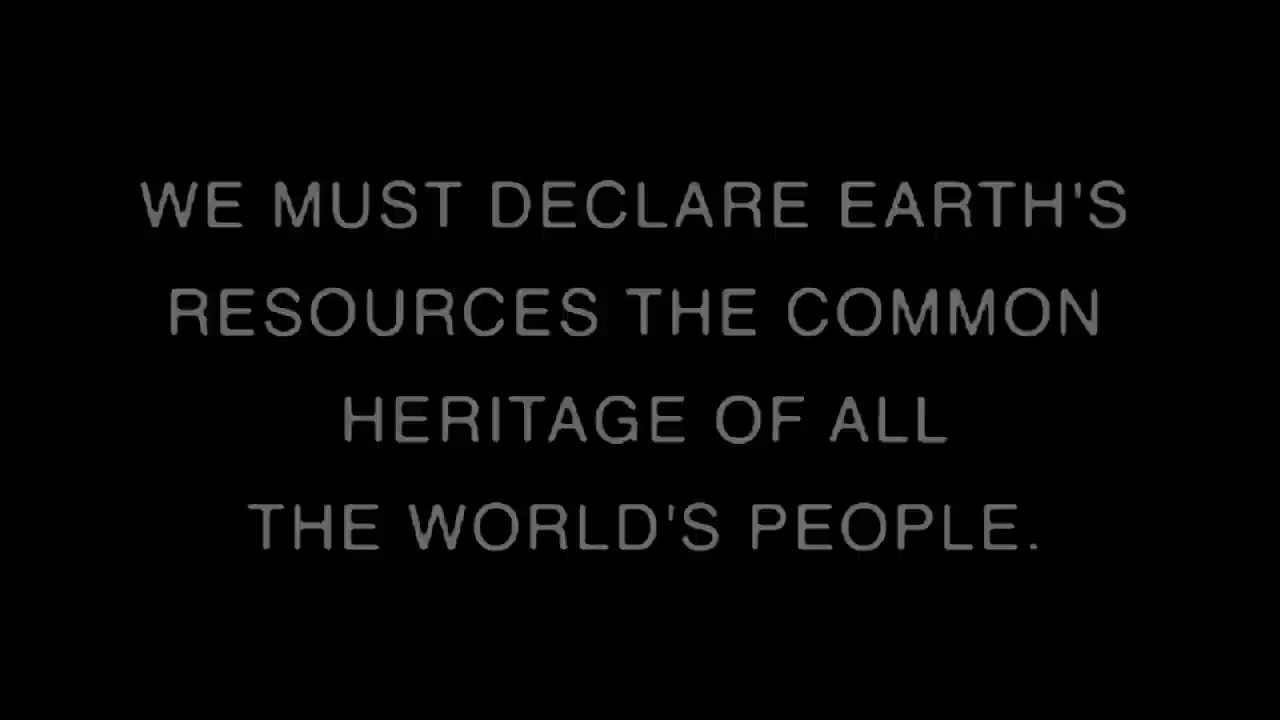 WE MUST DECLARE EARTH'S
RESOURCES THE COMMON
HERITAGE OF ALL
THE WORLD'S PEOPLE.